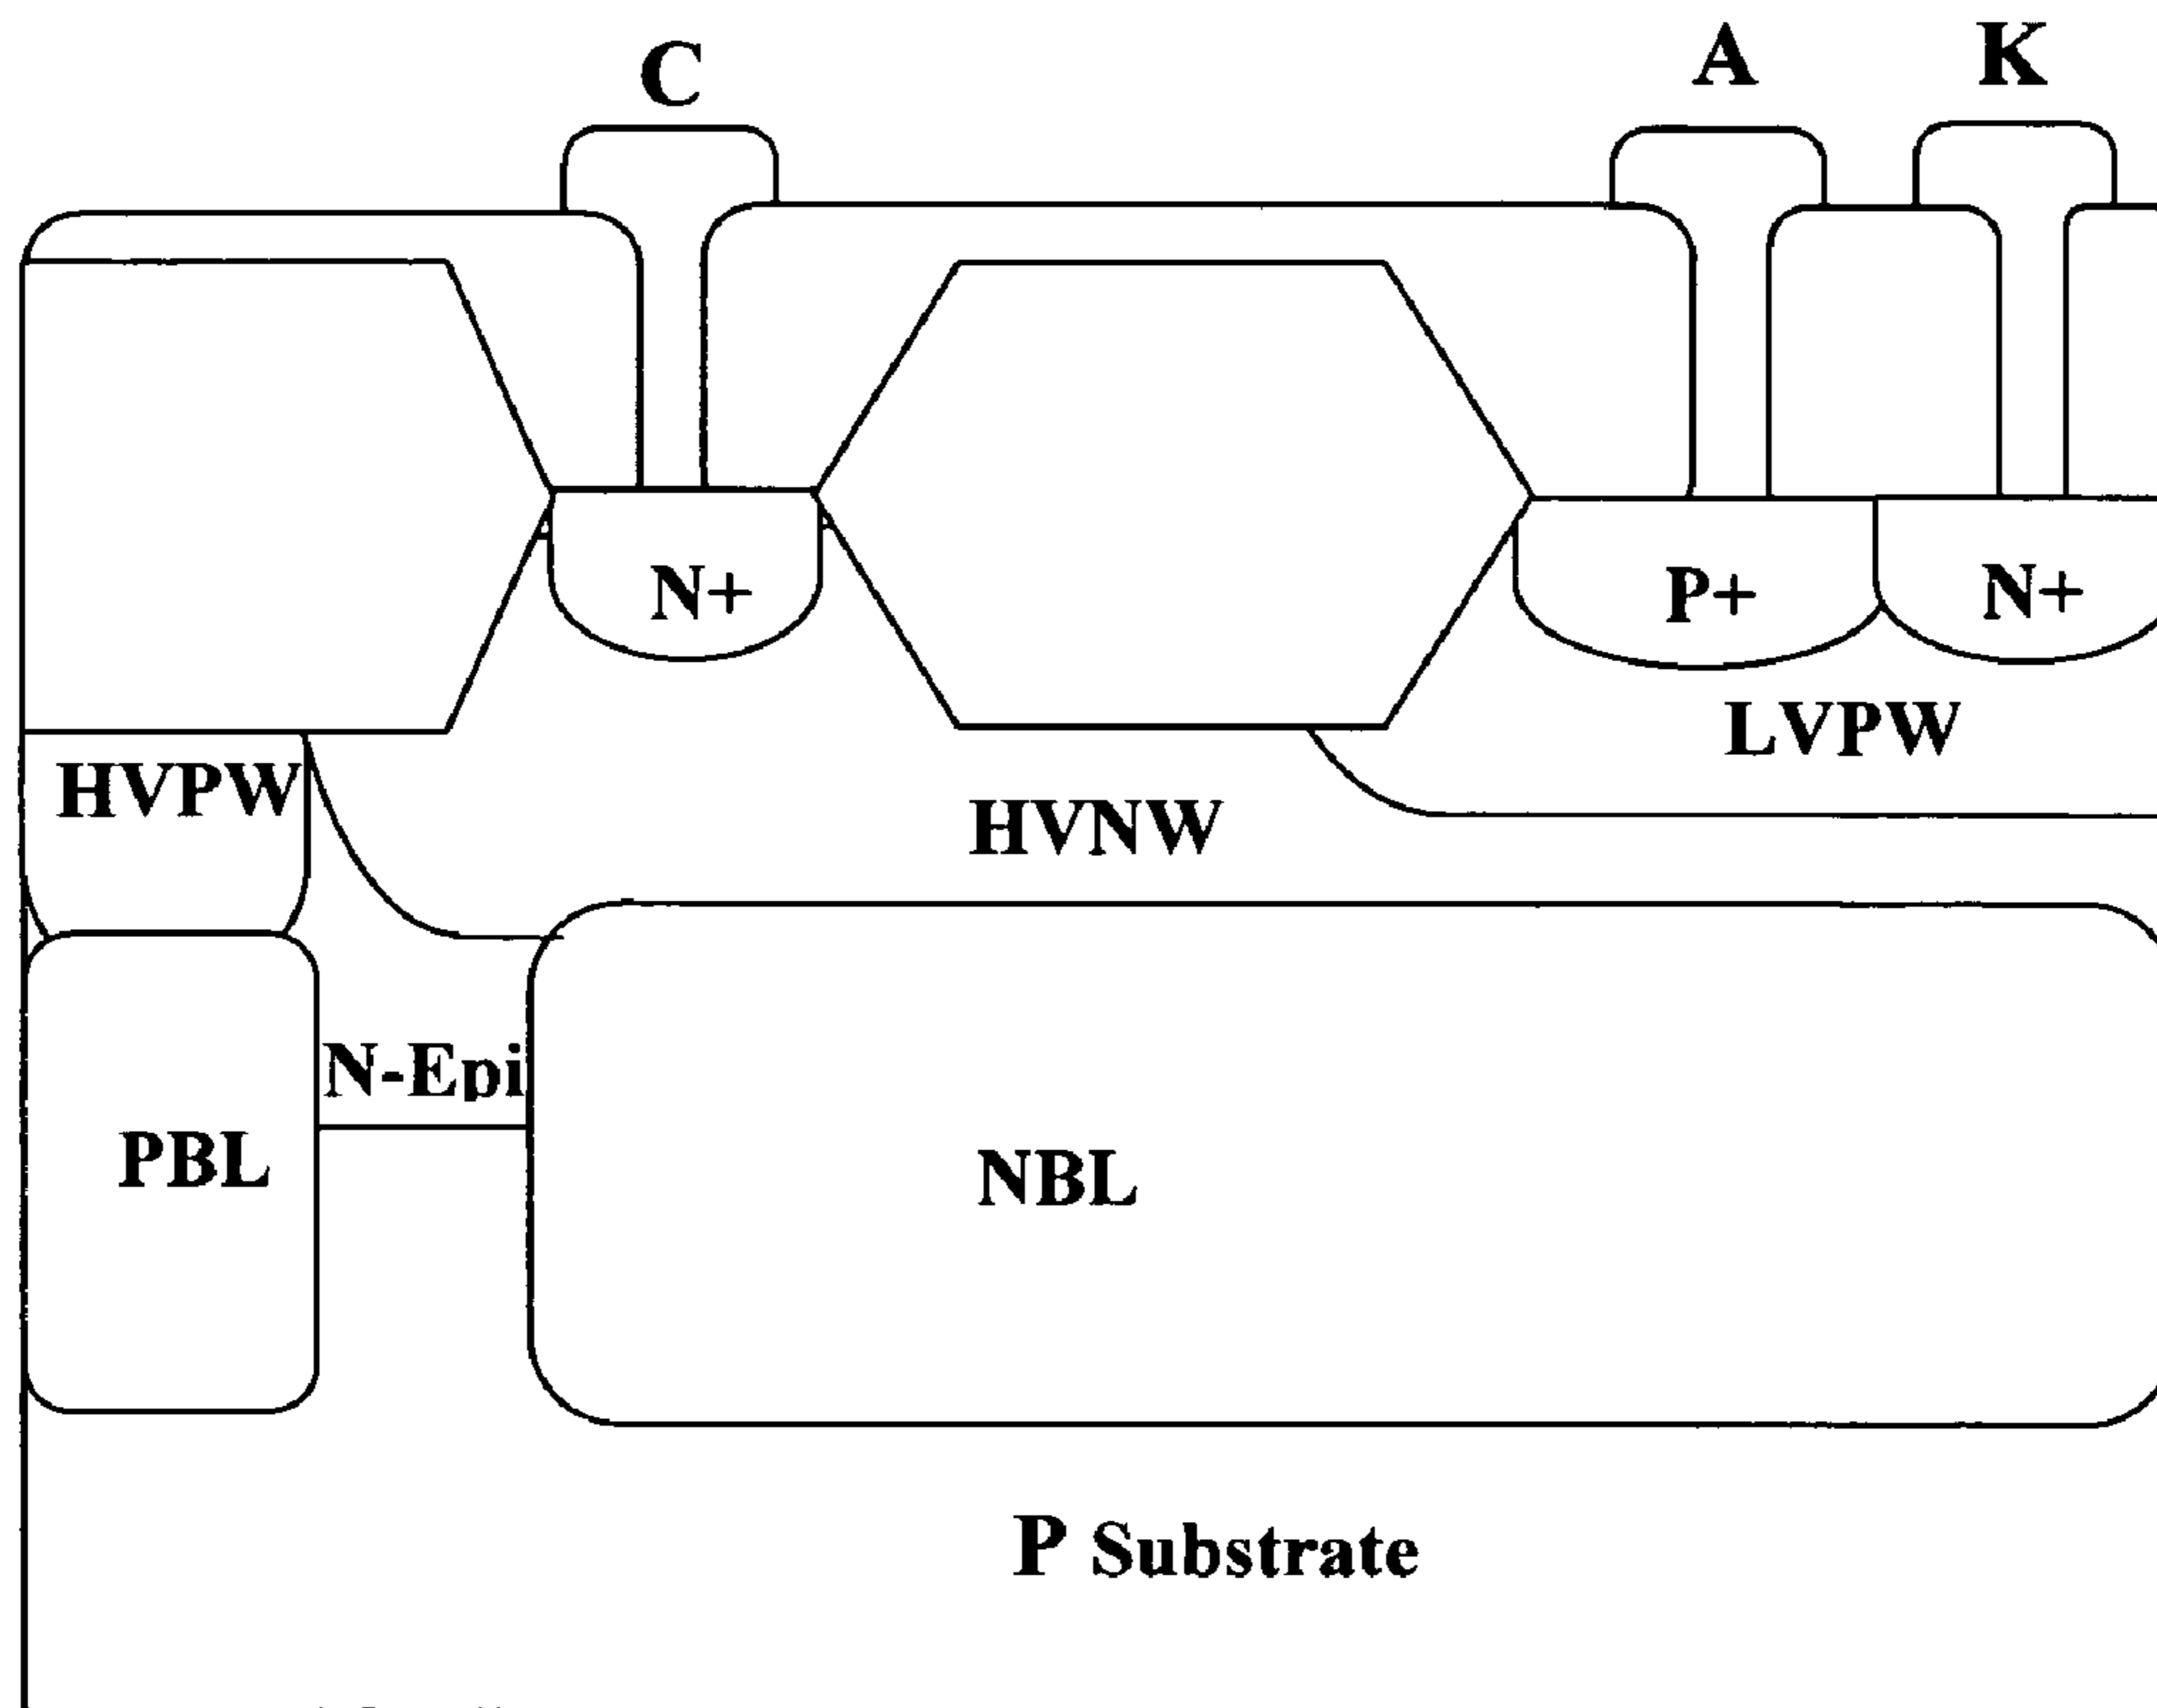 C
A
K
N+
P+
N+
LVPW
HVPW
HVNW
N-Epi
PBL
NBL
P Substrate